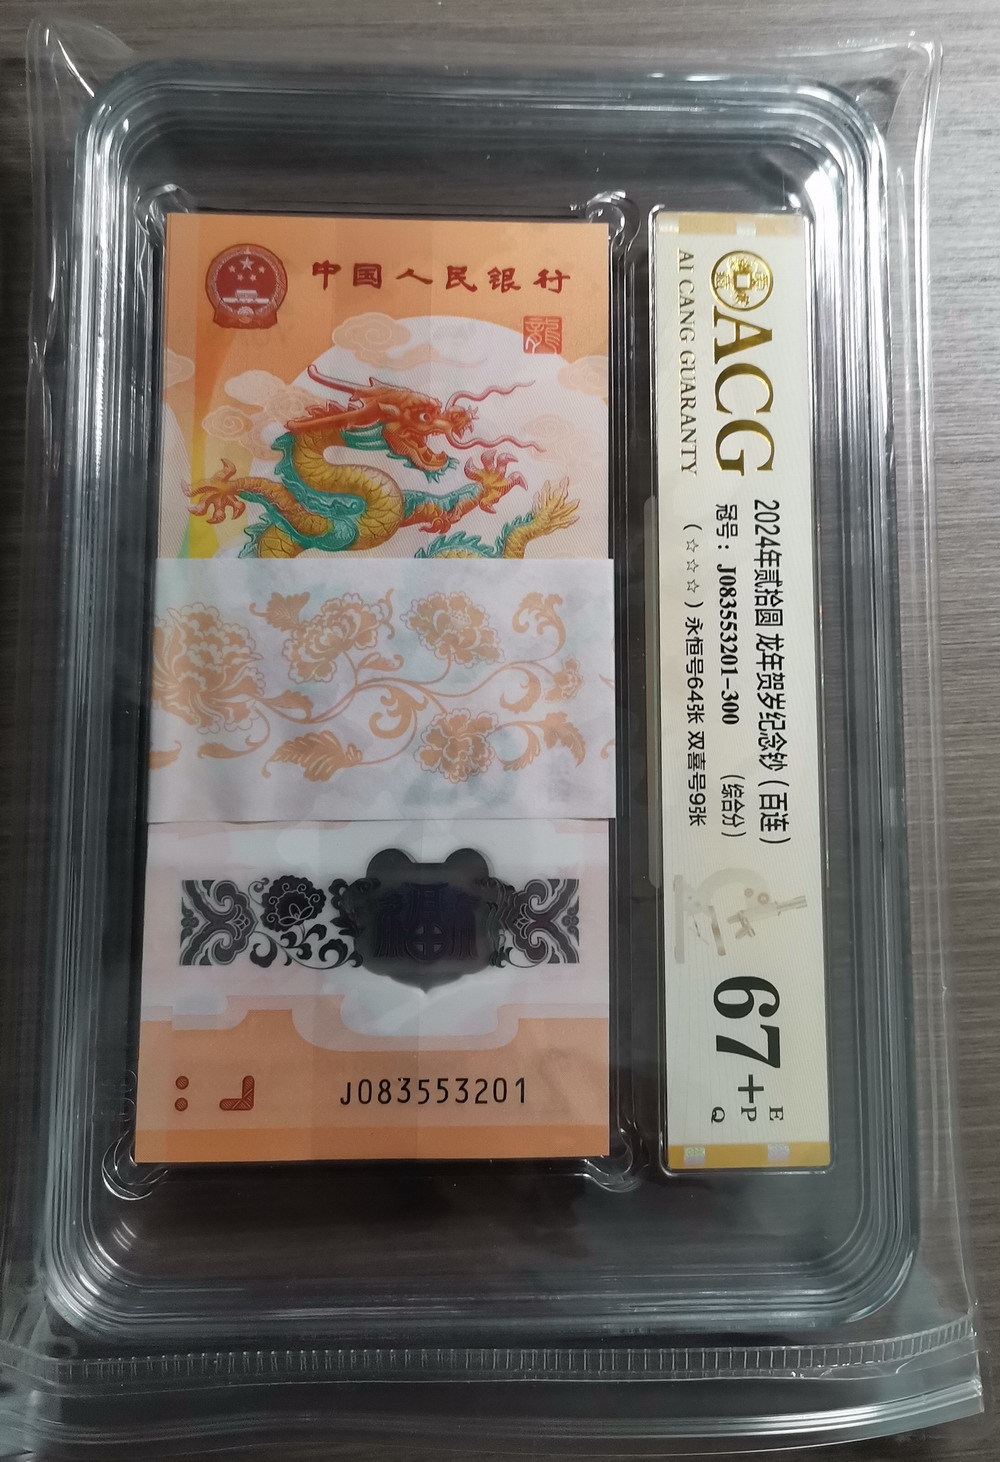 中国人民银行
龍
福
J083553201
ACG
AI CANG GUARANTY
2024年贰拾圆 龙年贺岁纪念钞（百连）
冠号：J083553201-300 （综合分）
（☆☆☆）永恒号64张 双喜号9张
67+
E
P
Q